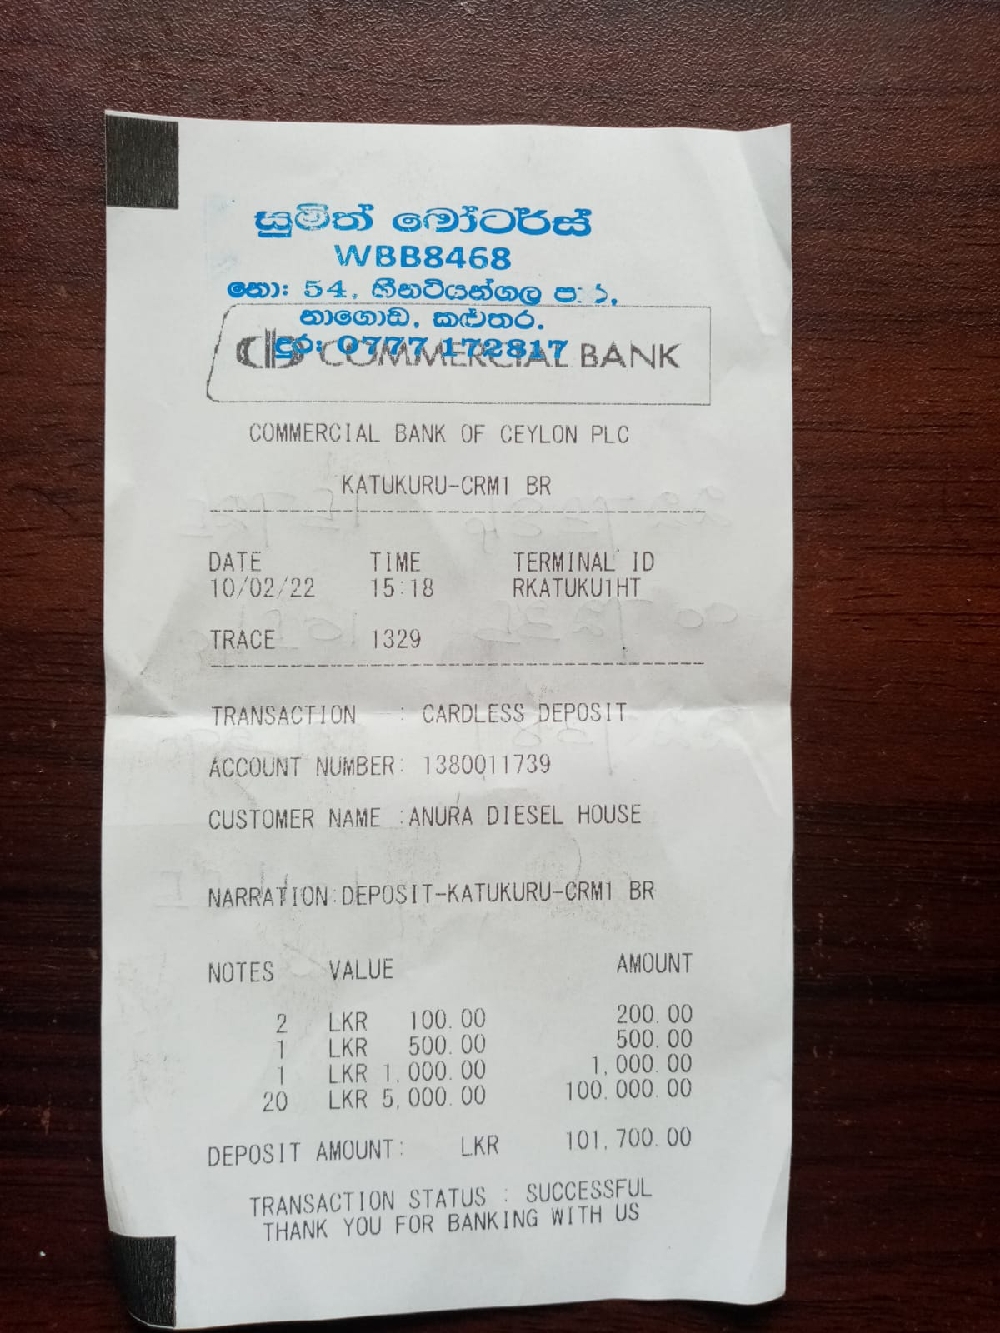 සුමිත් මෝටර්ස්
WBB8468
නො: 54, හීනටියන්ගල පාර,
නාගොඩ, කළුතර.
දුර: 0777 172817
COMMERCIAL BANK
COMMERCIAL BANK OF CEYLON PLC
KATUKURU-CRM1 BR
DATE TIME TERMINAL ID
10/02/22 15:18 RKATUKU1HT
TRACE 1329
TRANSACTION : CARDLESS DEPOSIT
ACCOUNT NUMBER: 1380011739
CUSTOMER NAME :ANURA DIESEL HOUSE
NARRATION:DEPOSIT-KATUKURU-CRM1 BR
NOTES VALUE AMOUNT
2 LKR 100.00 200.00
1 LKR 500.00 500.00
1 LKR 1,000.00 1,000.00
20 LKR 5,000.00 100,000.00
DEPOSIT AMOUNT: LKR 101,700.00
TRANSACTION STATUS : SUCCESSFUL
THANK YOU FOR BANKING WITH US